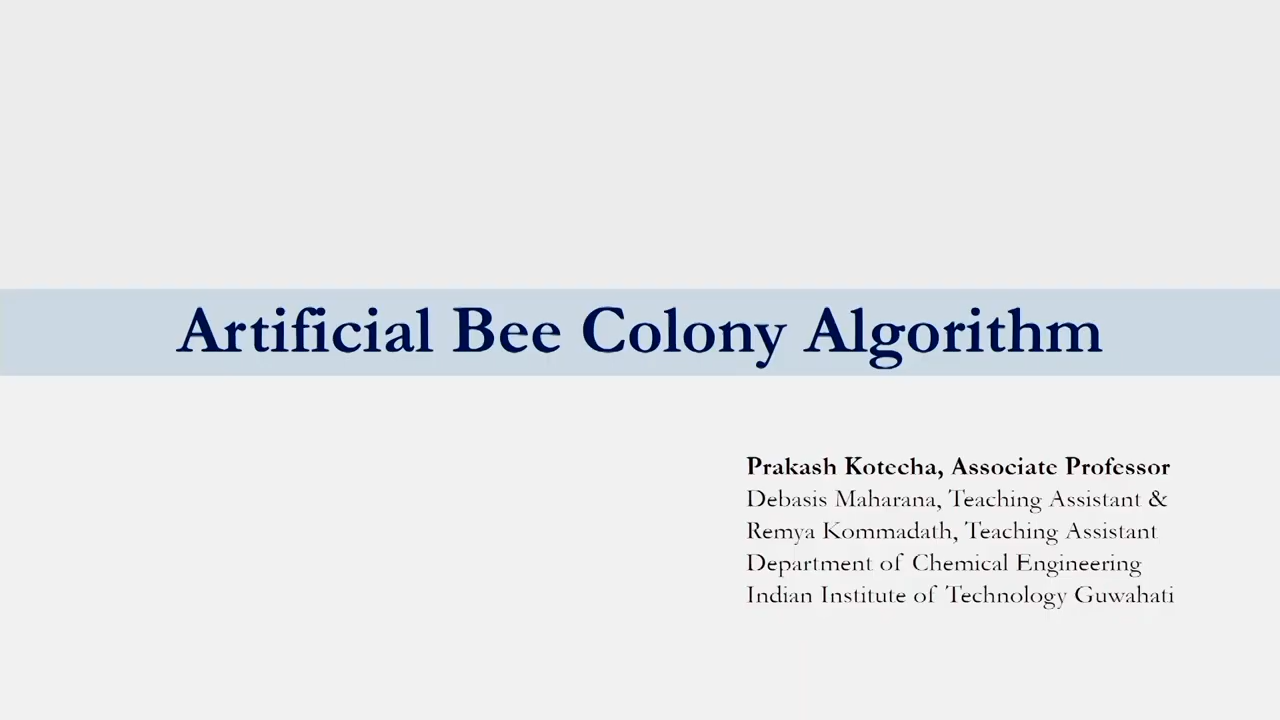 Artificial Bee Colony Algorithm
Prakash Kotecha, Associate Professor
Debasis Maharana, Teaching Assistant &
Remya Kommadath, Teaching Assistant
Department of Chemical Engineering
Indian Institute of Technology Guwahati